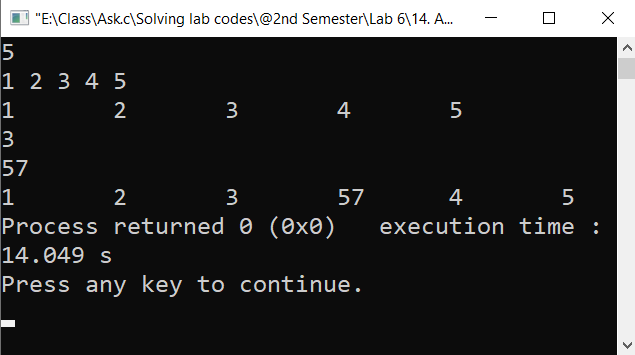 "E:\Class\Ask.c\Solving lab codes\@2nd Semester\Lab 6\14. A...
5
1 2 3 4 5
1       2       3       4       5
3
57
1       2       3       57      4       5
Process returned 0 (0x0)   execution time :
14.049 s
Press any key to continue.